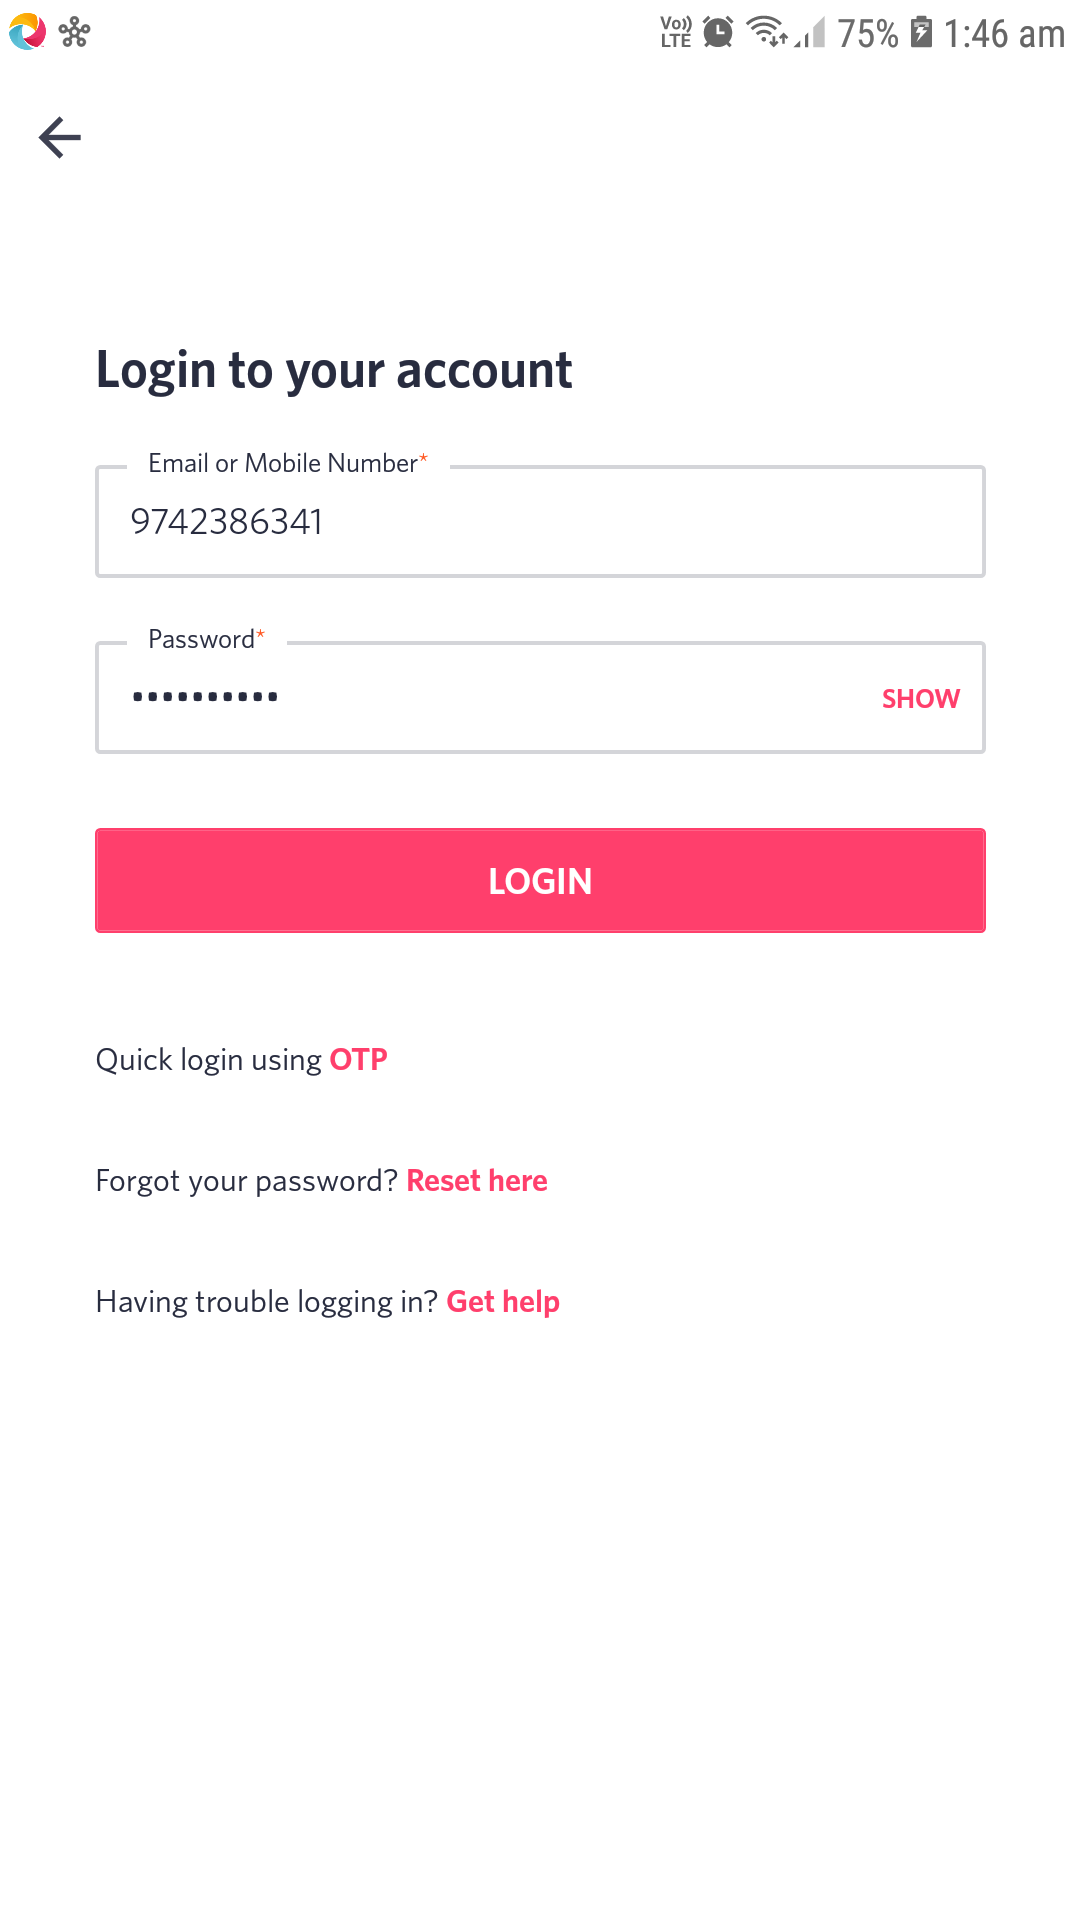 Vo)) LTE 75% 1:46 am
Login to your account
Email or Mobile Number*
9742386341
Password*
•••••••••• SHOW
LOGIN
Quick login using OTP
Forgot your password? Reset here
Having trouble logging in? Get help